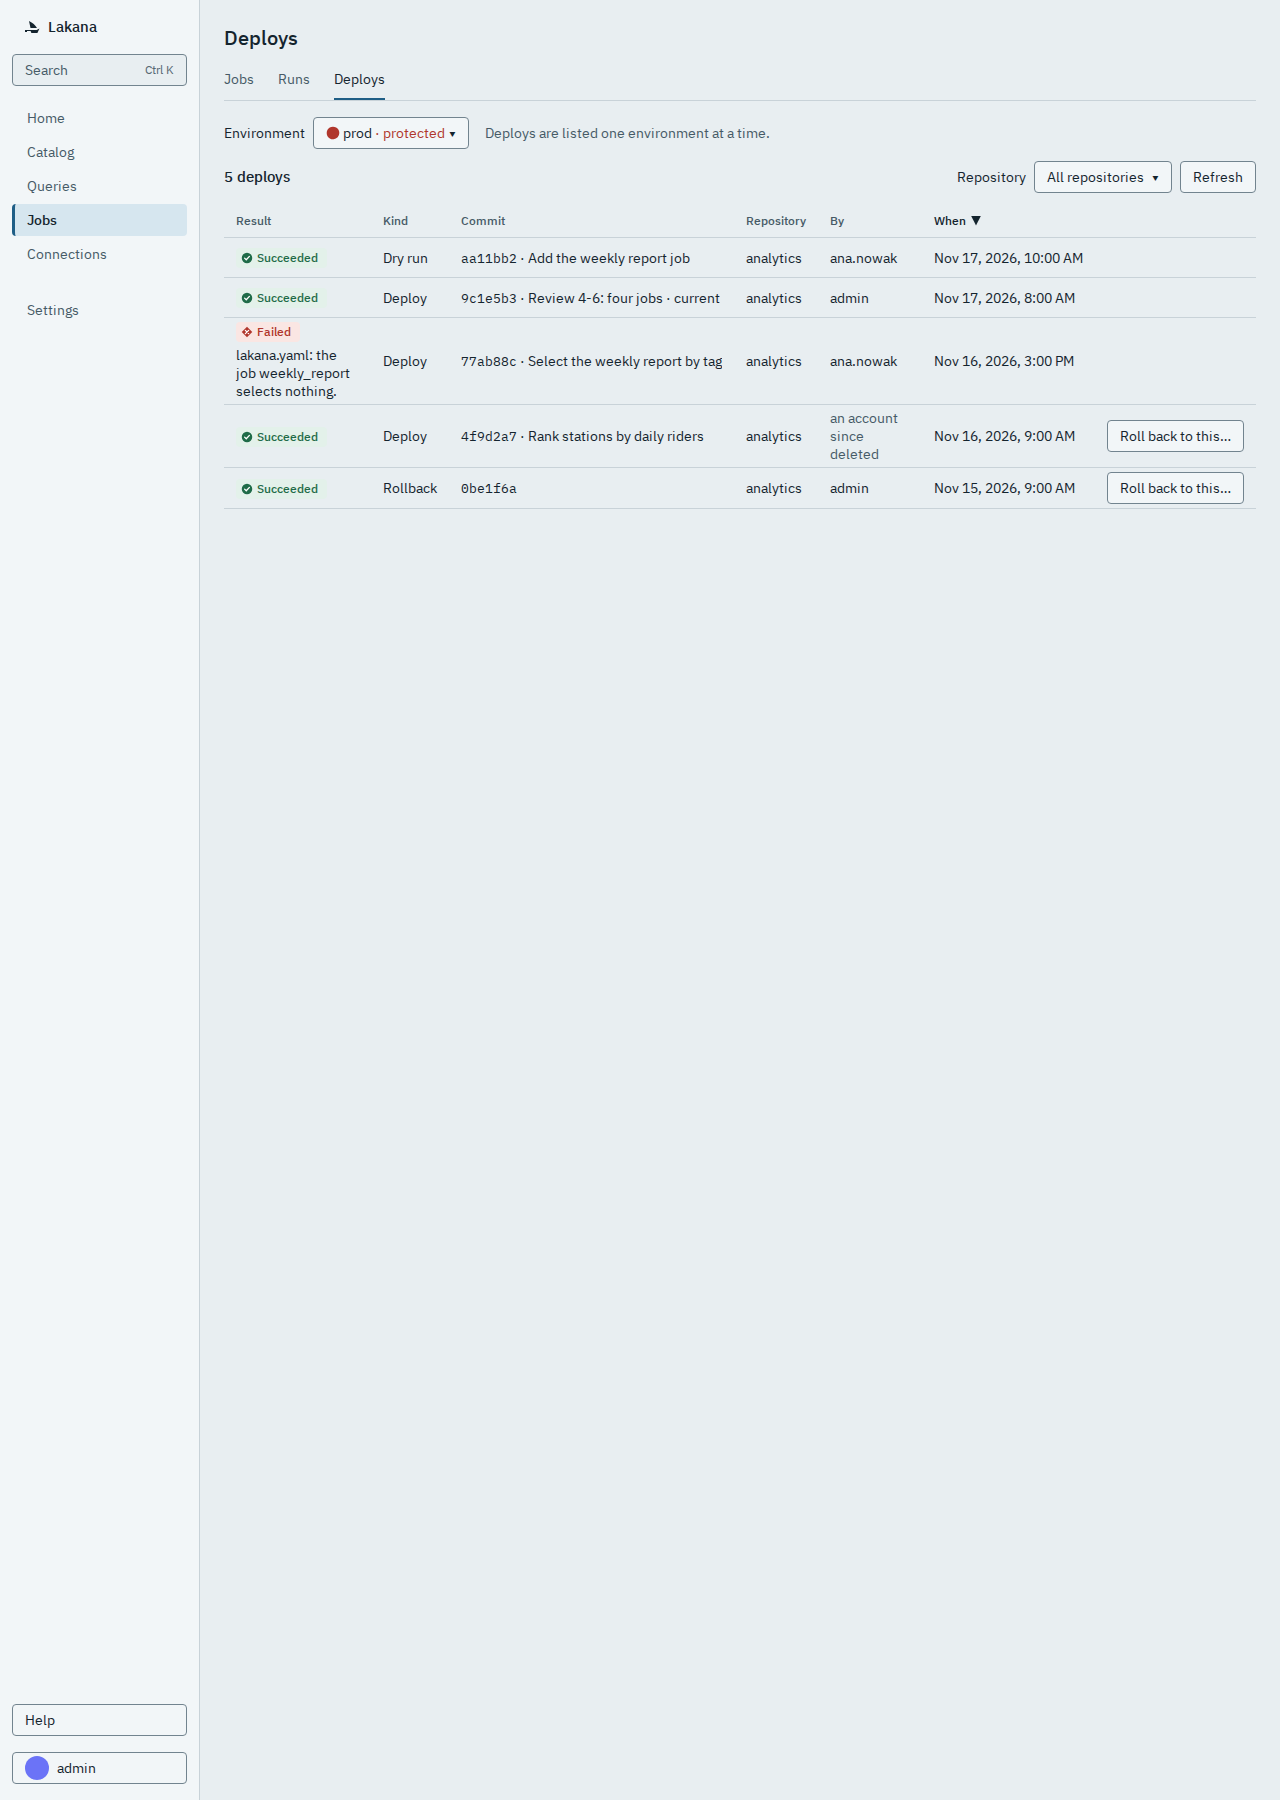 Lakana
Search Ctrl K
Home
Catalog
Queries
Jobs
Connections
Settings
Help
admin
Deploys
Jobs Runs Deploys
Environment prod · protected ▾ Deploys are listed one environment at a time.
5 deploys Repository All repositories ▾ Refresh
Result Kind Commit Repository By When ▼
Succeeded Dry run aa11bb2 · Add the weekly report job analytics ana.nowak Nov 17, 2026, 10:00 AM
Succeeded Deploy 9c1e5b3 · Review 4-6: four jobs · current analytics admin Nov 17, 2026, 8:00 AM
Failed
lakana.yaml: the
job weekly_report
selects nothing.
Deploy 77ab88c · Select the weekly report by tag analytics ana.nowak Nov 16, 2026, 3:00 PM
Succeeded Deploy 4f9d2a7 · Rank stations by daily riders analytics
an account
since
deleted
Nov 16, 2026, 9:00 AM Roll back to this...
Succeeded Rollback 0be1f6a analytics admin Nov 15, 2026, 9:00 AM Roll back to this...